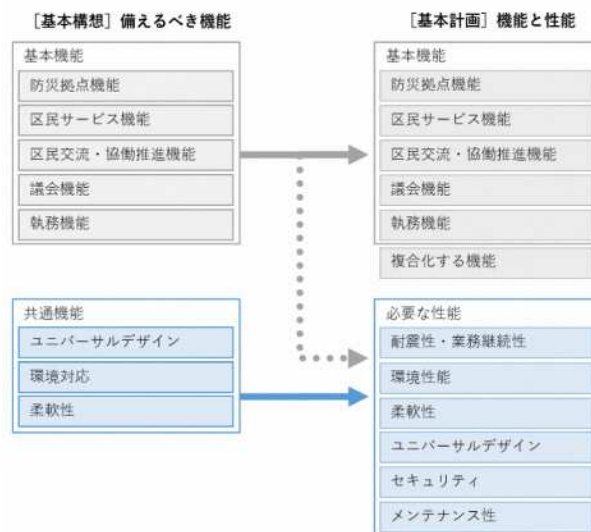 ［基本構想］備えるべき機能
基本機能
防災拠点機能
区民サービス機能
区民交流・協働推進機能
議会機能
執務機能
共通機能
ユニバーサルデザイン
環境対応
柔軟性
［基本計画］機能と性能
基本機能
防災拠点機能
区民サービス機能
区民交流・協働推進機能
議会機能
執務機能
複合化する機能
必要な性能
耐震性・業務継続性
環境性能
柔軟性
ユニバーサルデザイン
セキュリティ
メンテナンス性